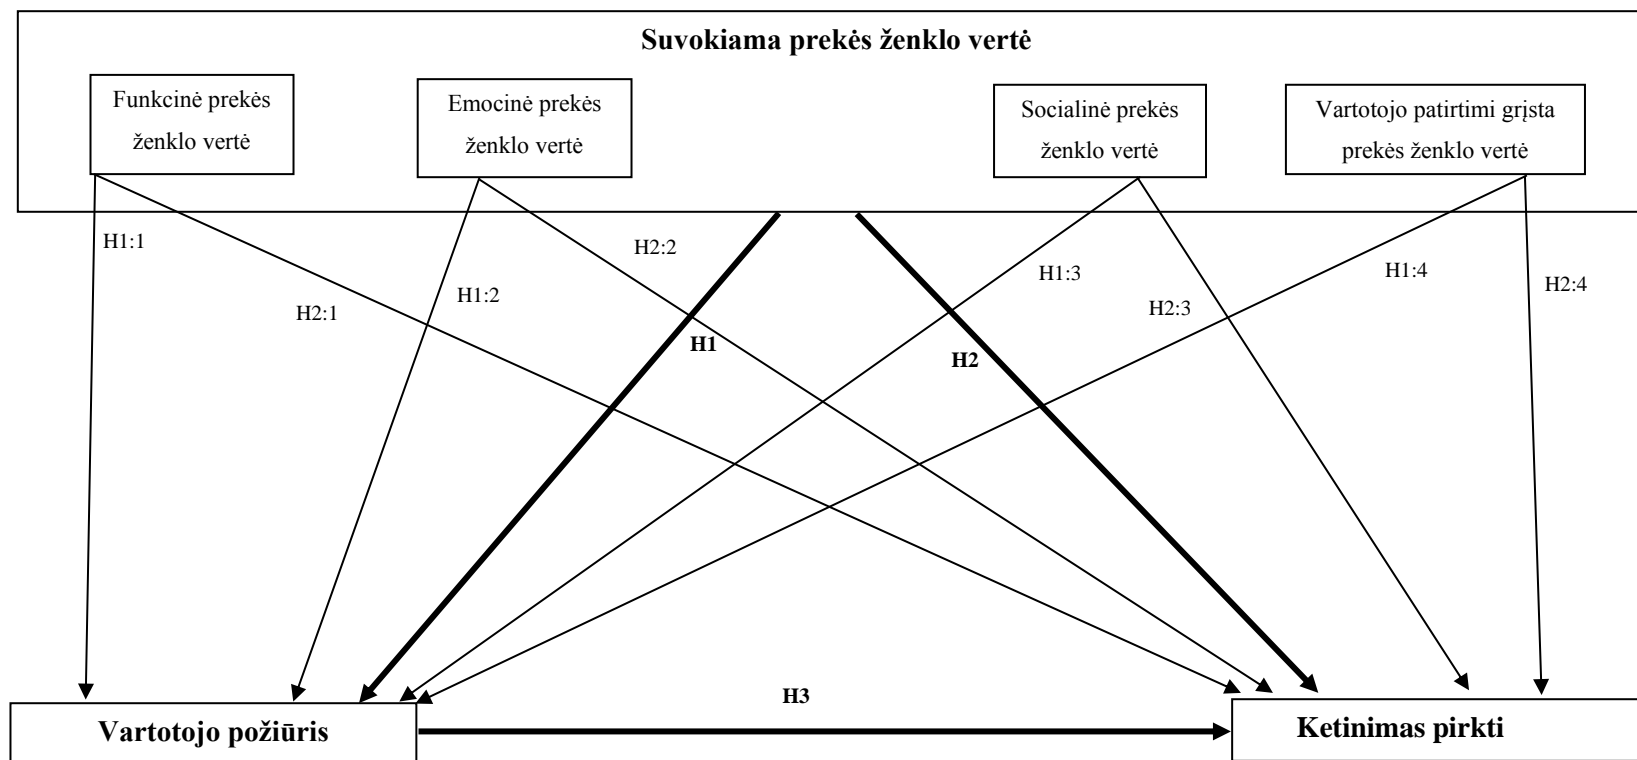 Suvokiama prekės ženklo vertė
Funkcinė prekės
ženklo vertė
Emocinė prekės
ženklo vertė
Socialinė prekės
ženklo vertė
Vartotojo patirtimi grįsta
prekės ženklo vertė
H1:1
H2:1
H1:2
H2:2
H1
H2
H1:3
H2:3
H1:4
H2:4
H3
Vartotojo požiūris
Ketinimas pirkti